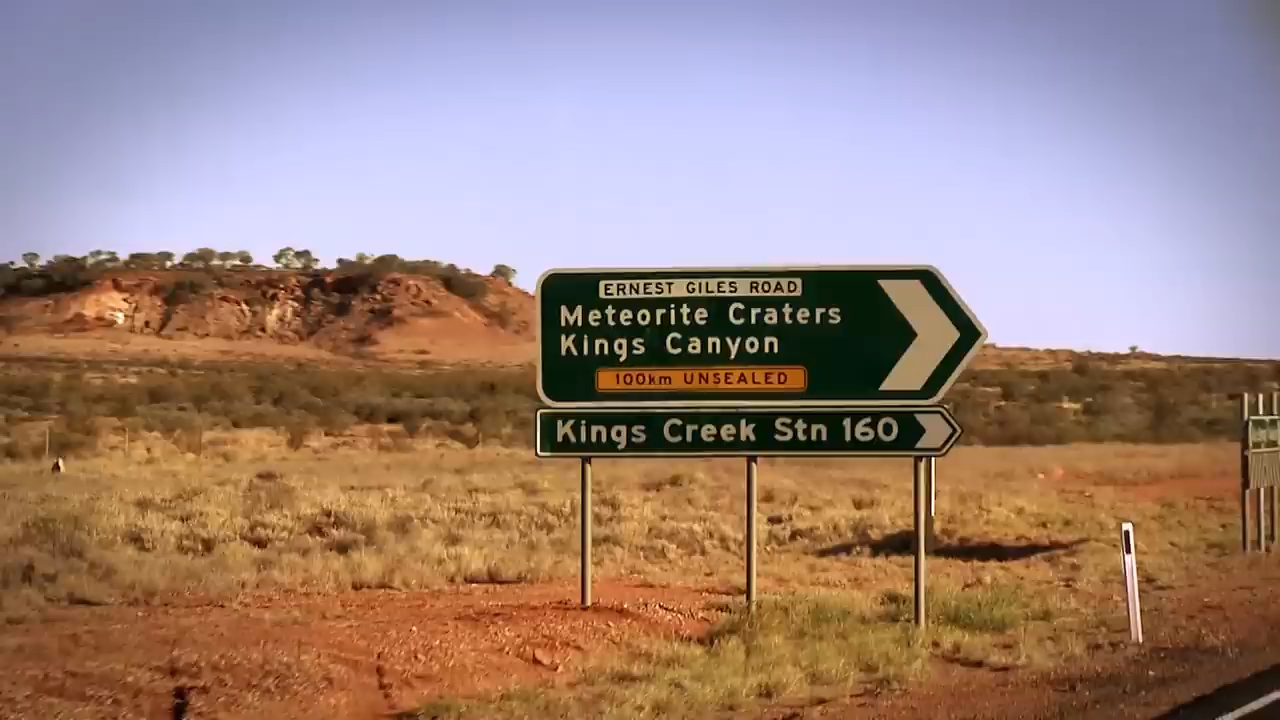 ERNEST GILES ROAD
Meteorite Craters
Kings Canyon
100km UNSEALED
Kings Creek Stn 160